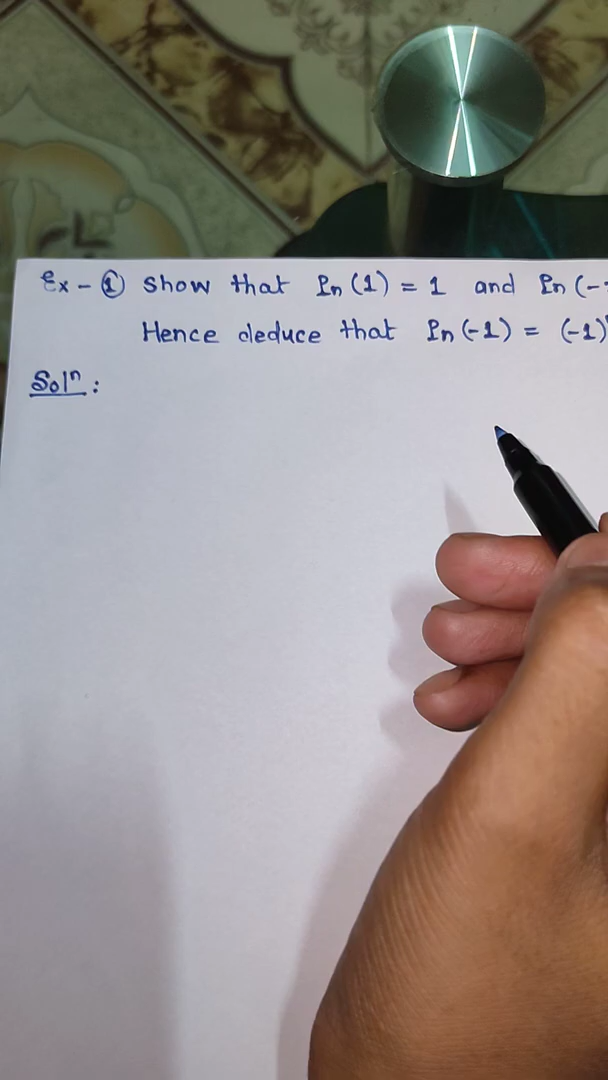 Ex - ① Show that Pn (1) = 1 and Pn (-
Hence deduce that Pn (-1) = (-1)
Solⁿ :